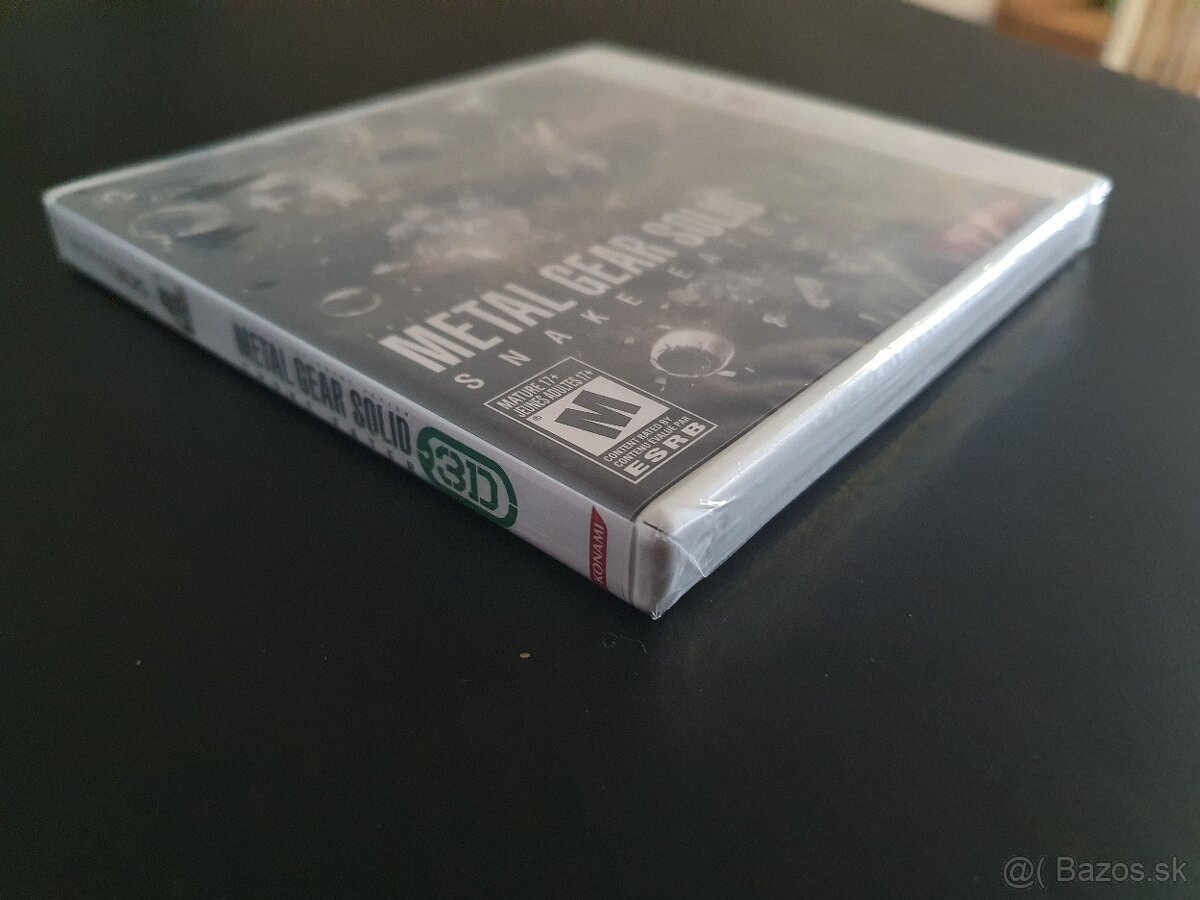 METAL GEAR SOLID
SNAKE EATER
MATURE 17+
JEUNES ADULTES 17+
M
®
CONTENT RATED BY
CONTENU ÉVALUÉ PAR
ESRB
METAL GEAR SOLID
3D
KONAMI
@( Bazos.sk